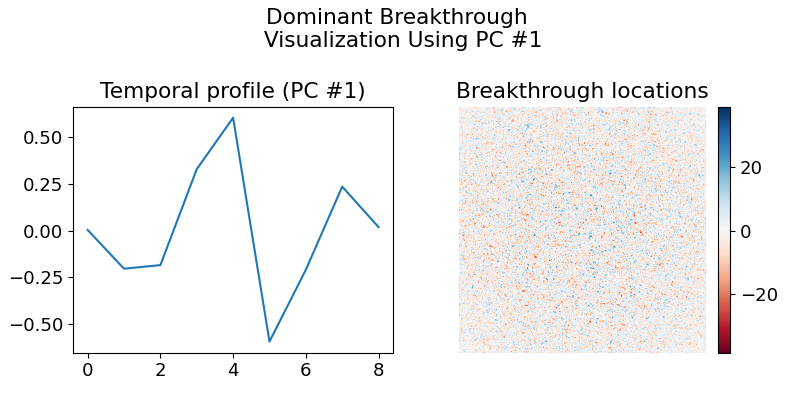 Dominant Breakthrough
Visualization Using PC #1
Temporal profile (PC #1)
0.50
0.25
0.00
−0.25
−0.50
0 2 4 6 8
Breakthrough locations
20
0
−20